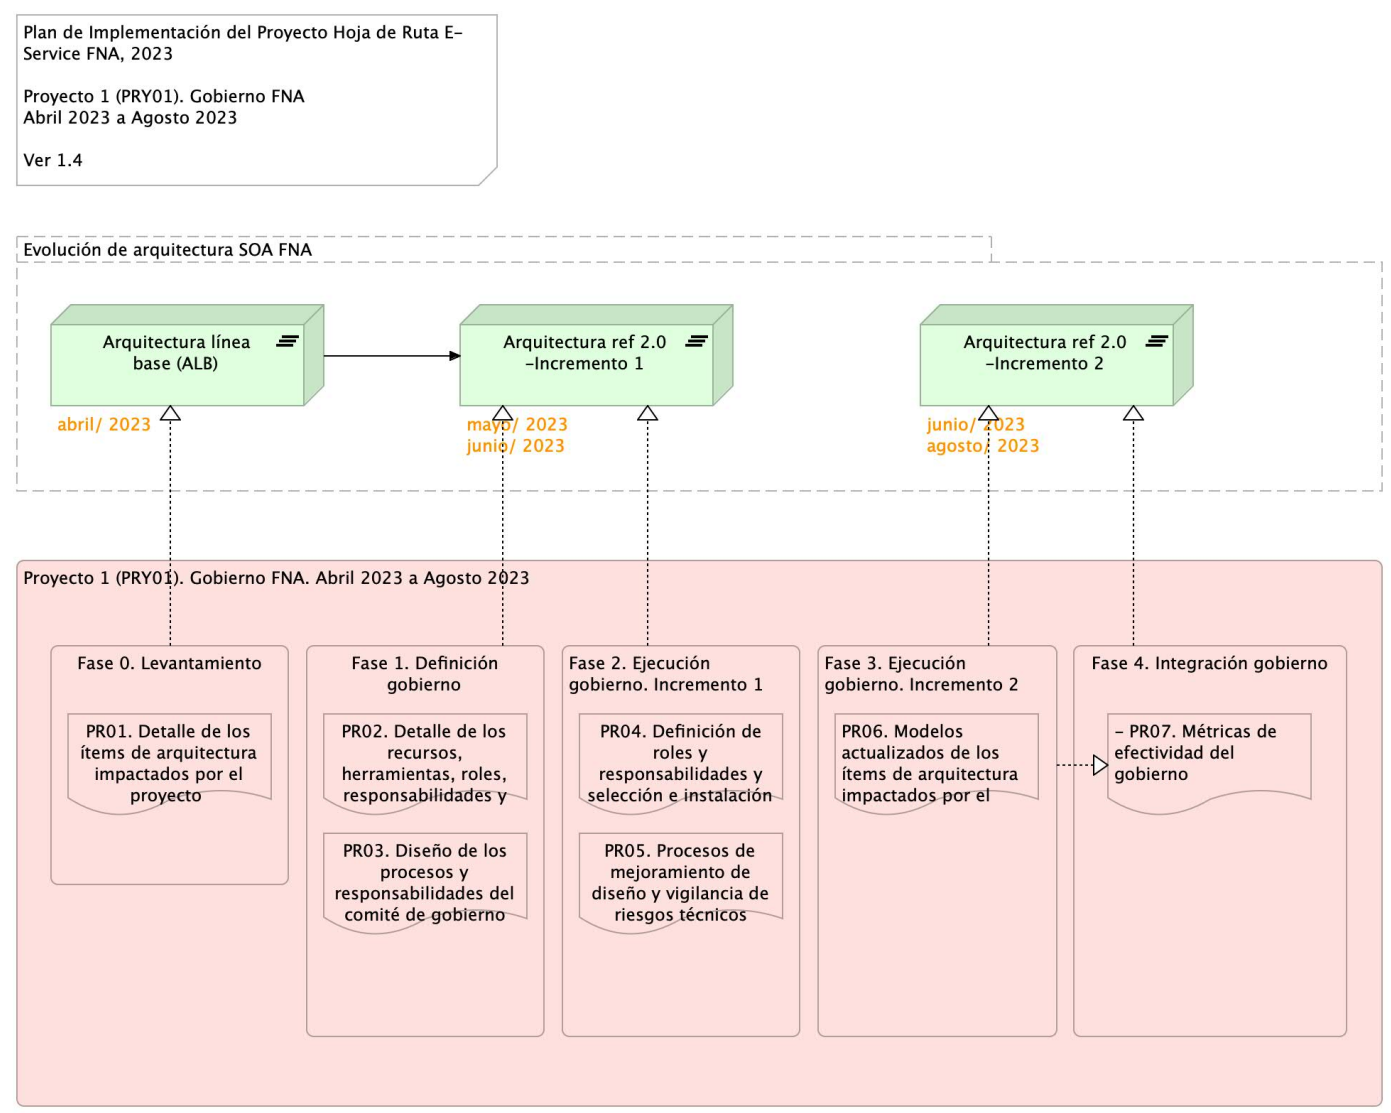 Plan de Implementación del Proyecto Hoja de Ruta E-
Service FNA, 2023
Proyecto 1 (PRY01). Gobierno FNA
Abril 2023 a Agosto 2023
Ver 1.4
Evolución de arquitectura SOA FNA
Arquitectura línea
base (ALB)
Arquitectura ref 2.0
-Incremento 1
Arquitectura ref 2.0
-Incremento 2
abril/ 2023
mayo/ 2023
junio/ 2023
junio/ 2023
agosto/ 2023
Proyecto 1 (PRY01). Gobierno FNA. Abril 2023 a Agosto 2023
Fase 0. Levantamiento
PR01. Detalle de los
ítems de arquitectura
impactados por el
proyecto
Fase 1. Definición
gobierno
PR02. Detalle de los
recursos,
herramientas, roles,
responsabilidades y
PR03. Diseño de los
procesos y
responsabilidades del
comité de gobierno
Fase 2. Ejecución
gobierno. Incremento 1
PR04. Definición de
roles y
responsabilidades y
selección e instalación
PR05. Procesos de
mejoramiento de
diseño y vigilancia de
riesgos técnicos
Fase 3. Ejecución
gobierno. Incremento 2
PR06. Modelos
actualizados de los
ítems de arquitectura
impactados por el
Fase 4. Integración gobierno
- PR07. Métricas de
efectividad del
gobierno